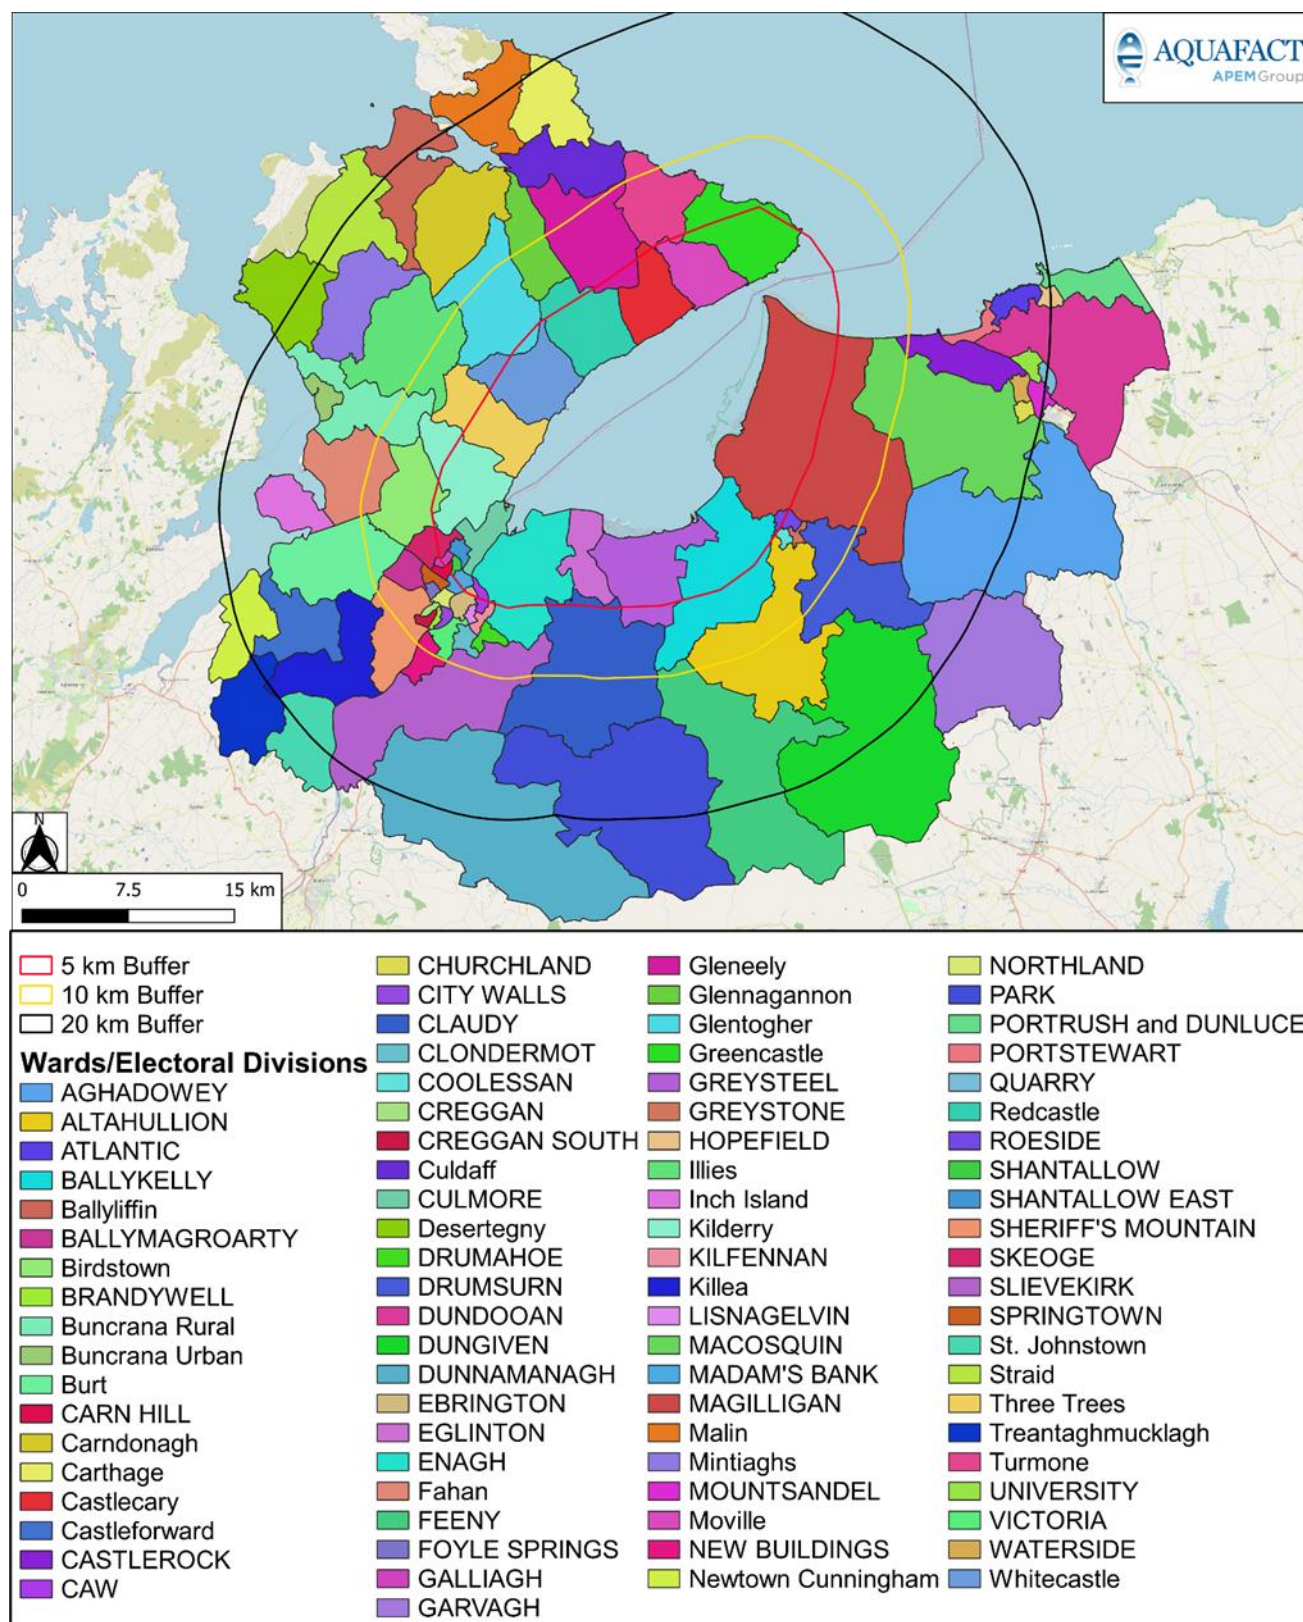 AQUAFACT
APEM Group
N
0 7.5 15 km
5 km Buffer
10 km Buffer
20 km Buffer
Wards/Electoral Divisions
AGHADOWEY
ALTAHULLION
ATLANTIC
BALLYKELLY
Ballyliffin
BALLYMAGROARTY
Birdstown
BRANDYWELL
Buncrana Rural
Buncrana Urban
Burt
CARN HILL
Carndonagh
Carthage
Castlecary
Castleforward
CASTLEROCK
CAW
CHURCHLAND
CITY WALLS
CLAUDY
CLONDERMOT
COOLESSAN
CREGGAN
CREGGAN SOUTH
Culdaff
CULMORE
Desertegny
DRUMAHOE
DRUMSURN
DUNDOOAN
DUNGIVEN
DUNNAMANAGH
EBRINGTON
EGLINTON
ENAGH
Fahan
FEENY
FOYLE SPRINGS
GALLIAGH
GARVAGH
Gleneely
Glennagannon
Glentogher
Greencastle
GREYSTEEL
GREYSTONE
HOPEFIELD
Illies
Inch Island
Kilderry
KILFENNAN
Killea
LISNAGELVIN
MACOSQUIN
MADAM'S BANK
MAGILLIGAN
Malin
Mintiaghs
MOUNTSANDEL
Moville
NEW BUILDINGS
Newtown Cunningham
NORTHLAND
PARK
PORTRUSH and DUNLUCE
PORTSTEWART
QUARRY
Redcastle
ROESIDE
SHANTALLOW
SHANTALLOW EAST
SHERIFF'S MOUNTAIN
SKEOGE
SLIEVEKIRK
SPRINGTOWN
St. Johnstown
Straid
Three Trees
Treantaghmucklagh
Turmone
UNIVERSITY
VICTORIA
WATERSIDE
Whitecastle